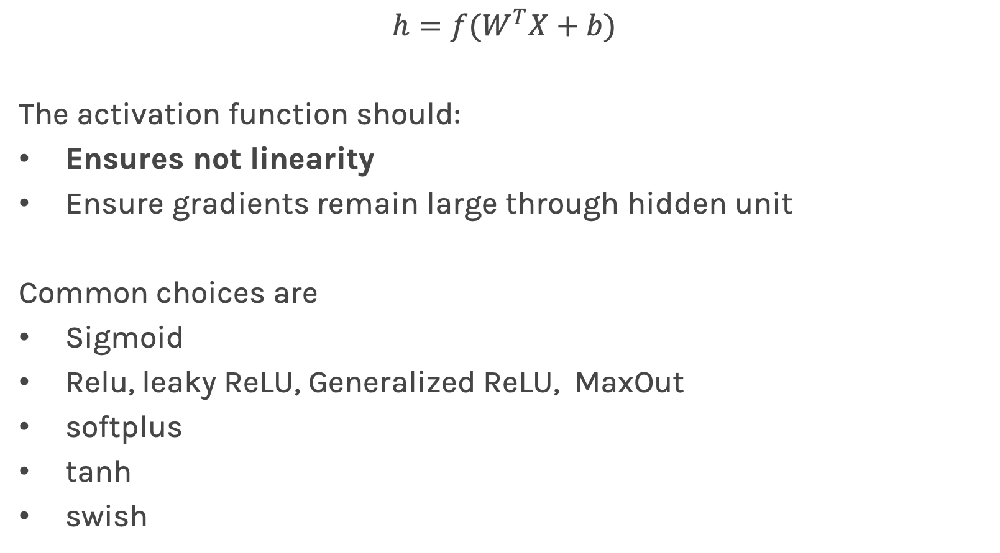 h = f(WᵀX + b)
The activation function should:
• Ensures not linearity
• Ensure gradients remain large through hidden unit
Common choices are
• Sigmoid
• Relu, leaky ReLU, Generalized ReLU, MaxOut
• softplus
• tanh
• swish